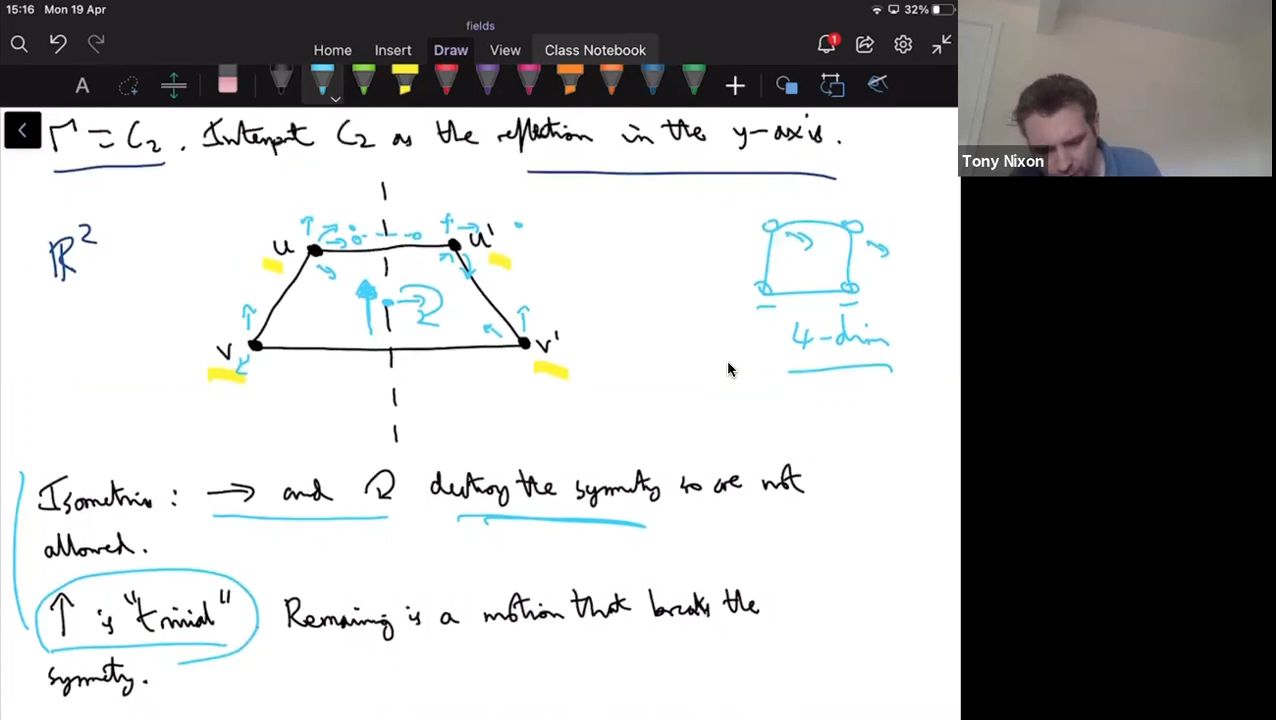 15:16 Mon 19 Apr
32%
fields
Home Insert Draw View Class Notebook
1
A
Γ = C2. Interpret C2 as the reflection in the y-axis.
Tony Nixon
ℝ²
u u'
v v'
4-dim
Isometries: → and ↻ destroy the symmetry so are not
allowed.
↑ is "trivial" Remaining is a motion that breaks the
symmetry.